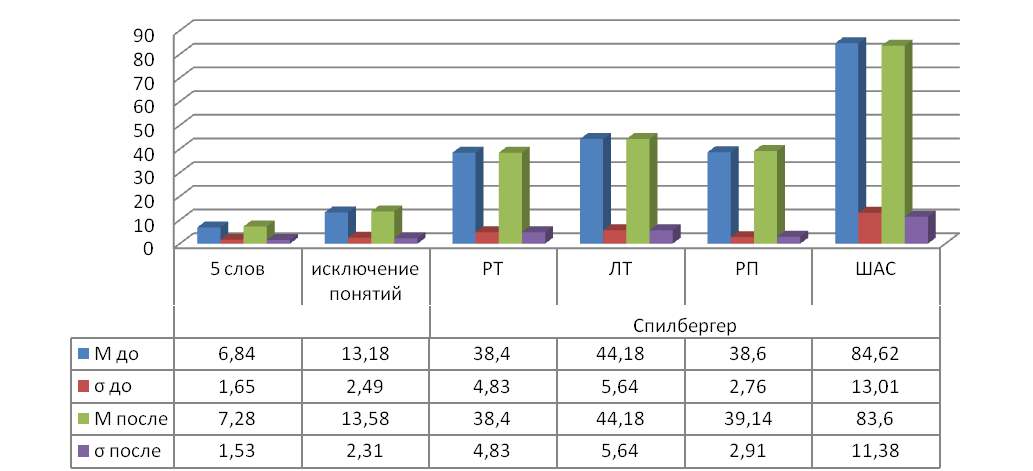 90
80
70
60
50
40
30
20
10
0
5 слов исключение понятий РТ ЛТ РП ШАС
Спилбергер
М до 6,84 13,18 38,4 44,18 38,6 84,62
σ до 1,65 2,49 4,83 5,64 2,76 13,01
М после 7,28 13,58 38,4 44,18 39,14 83,6
σ после 1,53 2,31 4,83 5,64 2,91 11,38